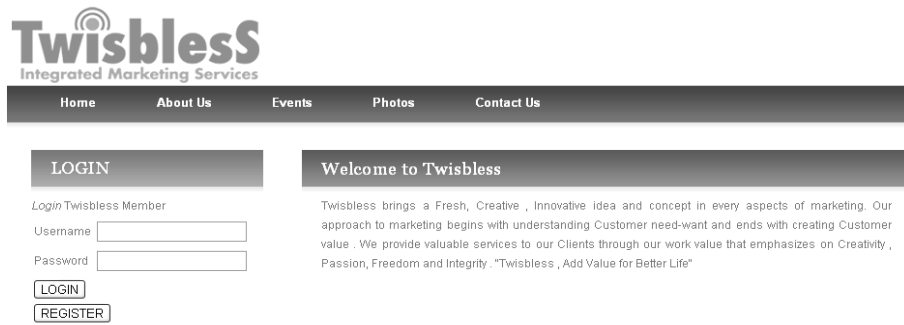 TwisblesS
Integrated Marketing Services
Home About Us Events Photos Contact Us
LOGIN
Login Twisbless Member
Username
Password
LOGIN
REGISTER
Welcome to Twisbless
Twisbless brings a Fresh, Creative , Innovative idea and concept in every aspects of marketing. Our
approach to marketing begins with understanding Customer need-want and ends with creating Customer
value . We provide valuable services to our Clients through our work value that emphasizes on Creativity ,
Passion, Freedom and Integrity . "Twisbless , Add Value for Better Life"